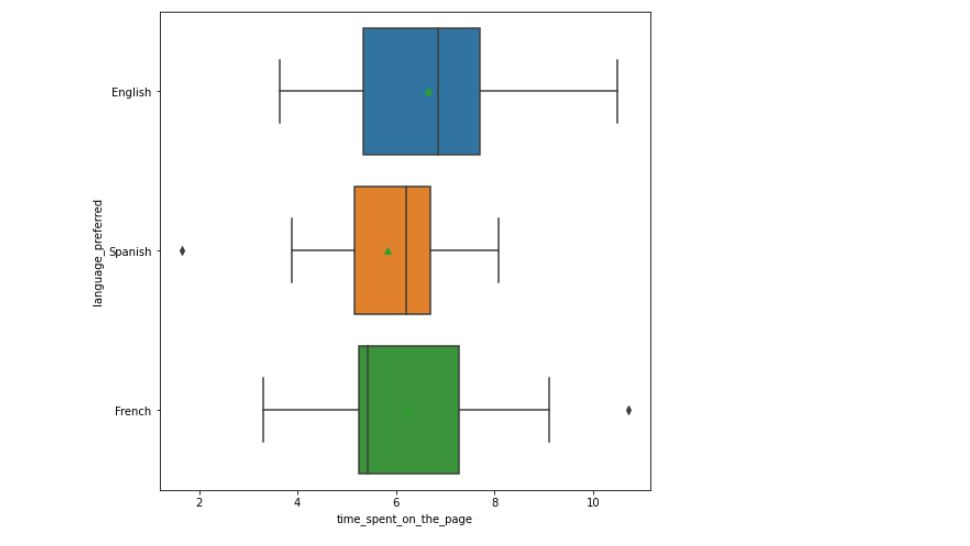 English
language_preferred
Spanish
French
2 4 6 8 10
time_spent_on_the_page